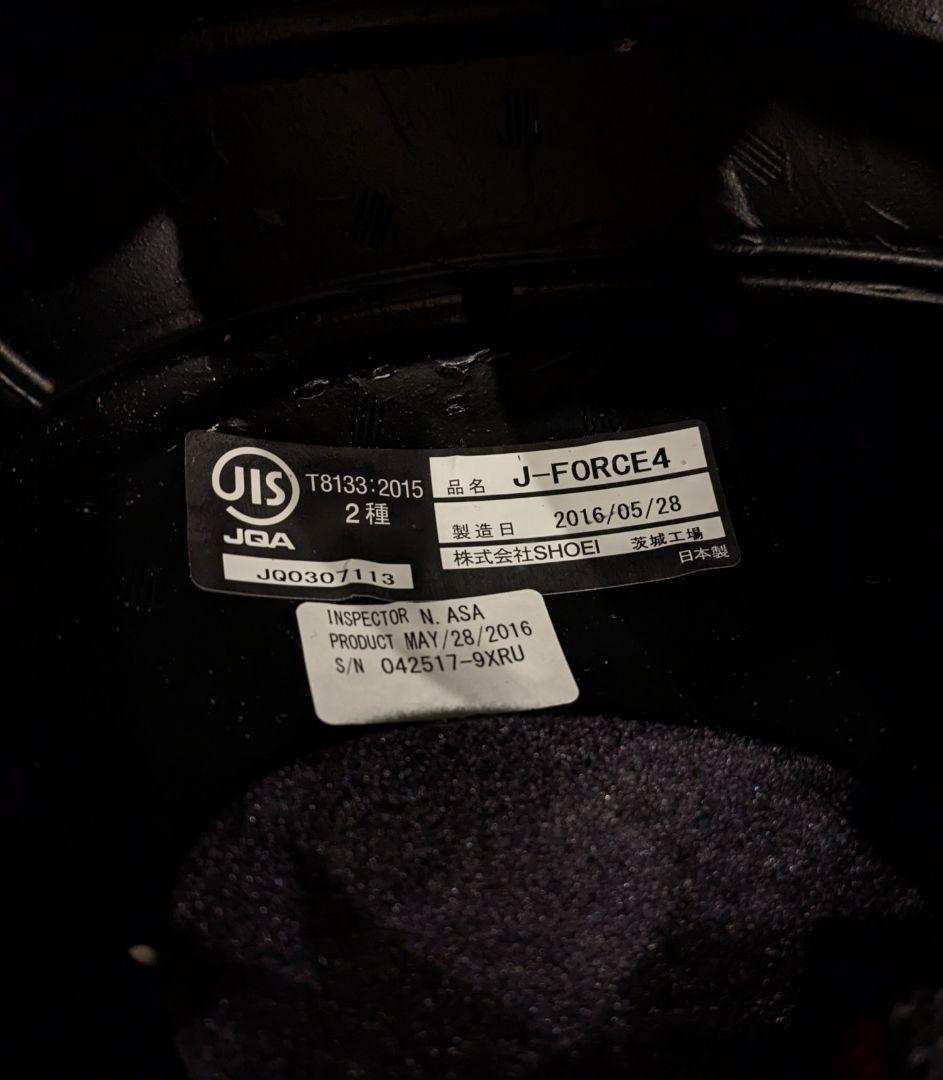 JIS
T8133:2015
2種
JQA
JQ0307113
品名 J-FORCE4
製造日 2016/05/28
株式会社SHOEI 茨城工場
日本製
INSPECTOR N. ASA
PRODUCT MAY/28/2016
S/N 042517-9XRU